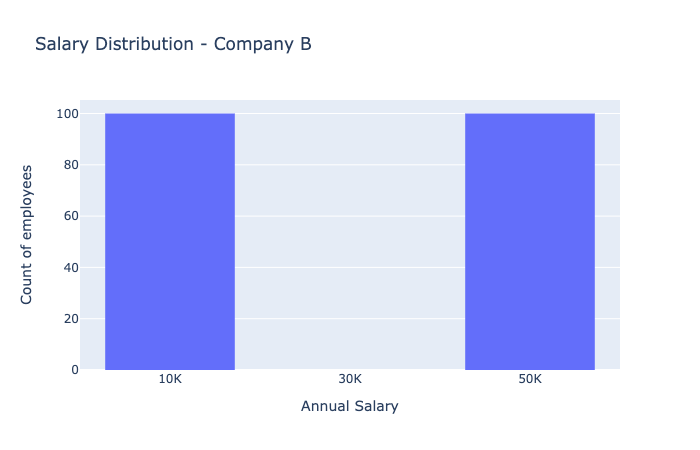 Salary Distribution - Company B
100
80
60
40
20
0
Count of employees
10K
30K
50K
Annual Salary